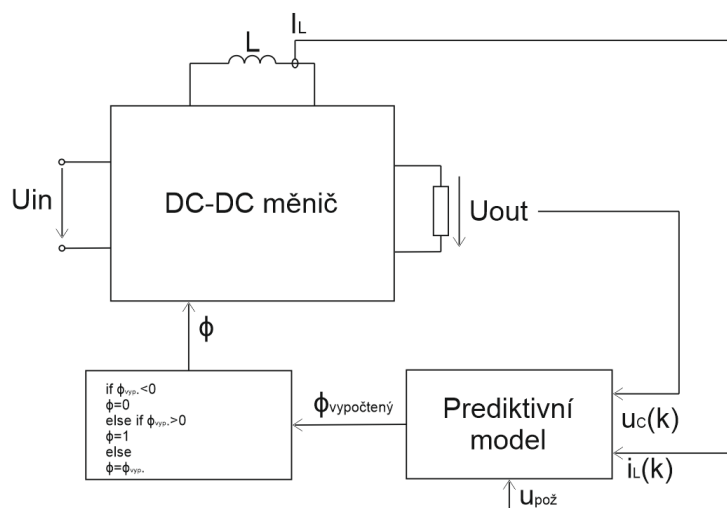 I_L
L
Uin
DC-DC měnič
Uout
ϕ
if ϕvyp.<0
ϕ=0
else if ϕvyp.>0
ϕ=1
else
ϕ=ϕvyp.
ϕvypočtený
Prediktivní
model
uC(k)
iL(k)
upož